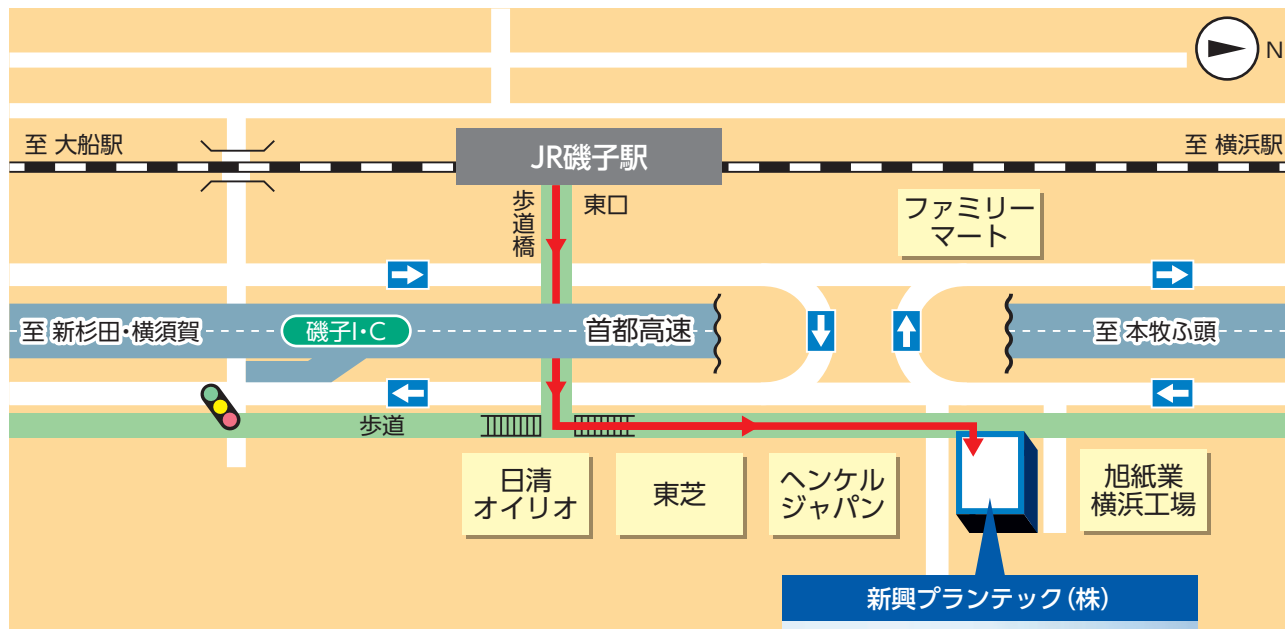 N
至 大船駅
JR磯子駅
至 横浜駅
歩道橋
東口
ファミリー
マート
至 新杉田・横須賀
磯子I・C
首都高速
至 本牧ふ頭
歩道
日清
オイリオ
東芝
ヘンケル
ジャパン
旭紙業
横浜工場
新興プランテック(株)